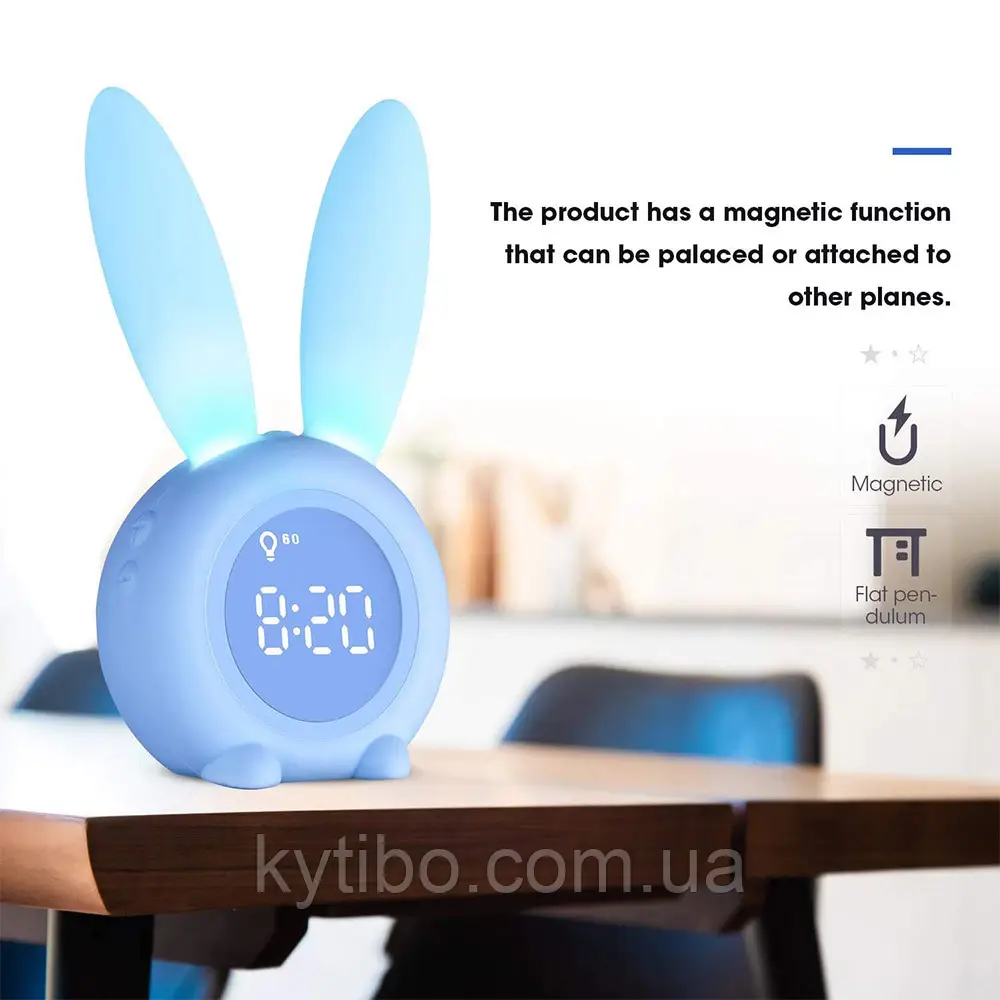 The product has a magnetic function
that can be palaced or attached to
other planes.
Magnetic
Flat pen-
dulum
60
8:20
kytibo.com.ua